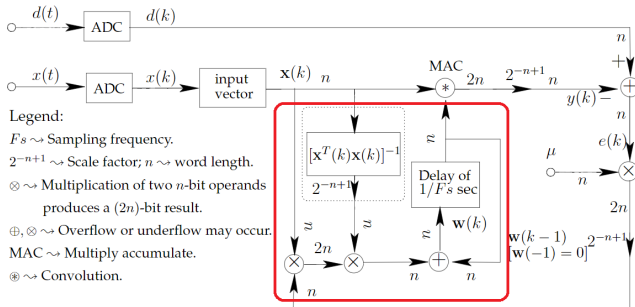 d(t) ADC d(k) n
x(t) ADC x(k) input vector x(k) n MAC 2n 2^{-n+1} n +
y(k) −
Legend:
Fs ⤳ Sampling frequency.
2^{-n+1} ⤳ Scale factor; n ⤳ word length.
⊗ ⤳ Multiplication of two n-bit operands
produces a (2n)-bit result.
⊕, ⊗ ⤳ Overflow or underflow may occur.
MAC ⤳ Multiply accumulate.
⊛ ⤳ Convolution.
[x^T(k)x(k)]^{-1}
2^{-n+1}
n
n
2n
n
n
Delay of
1/Fs sec
n
w(k)
n
n
n
n
e(k)
μ
n
2n
w(k − 1)
[w(−1) = 0]
2^{-n+1}